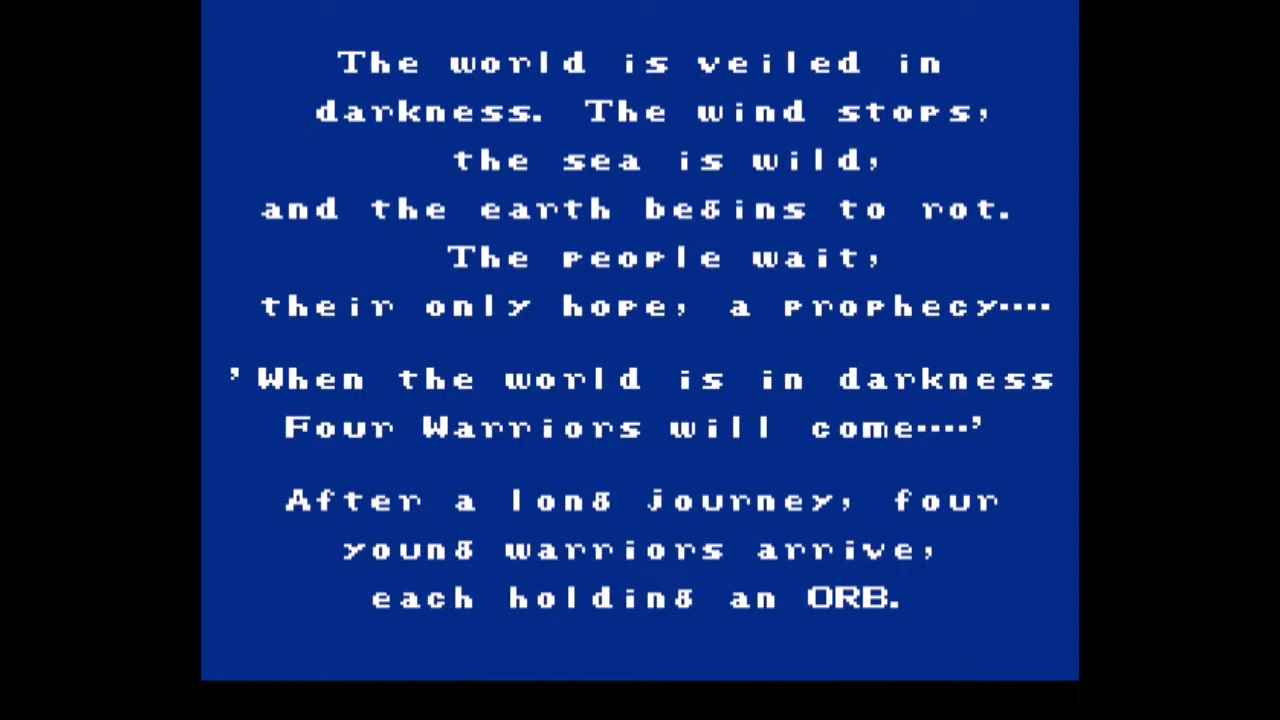 The world is veiled in
darkness. The wind stops,
the sea is wild,
and the earth begins to rot.
The people wait,
their only hope, a prophecy....
'When the world is in darkness
Four Warriors will come....'
After a long journey, four
young warriors arrive,
each holding an ORB.